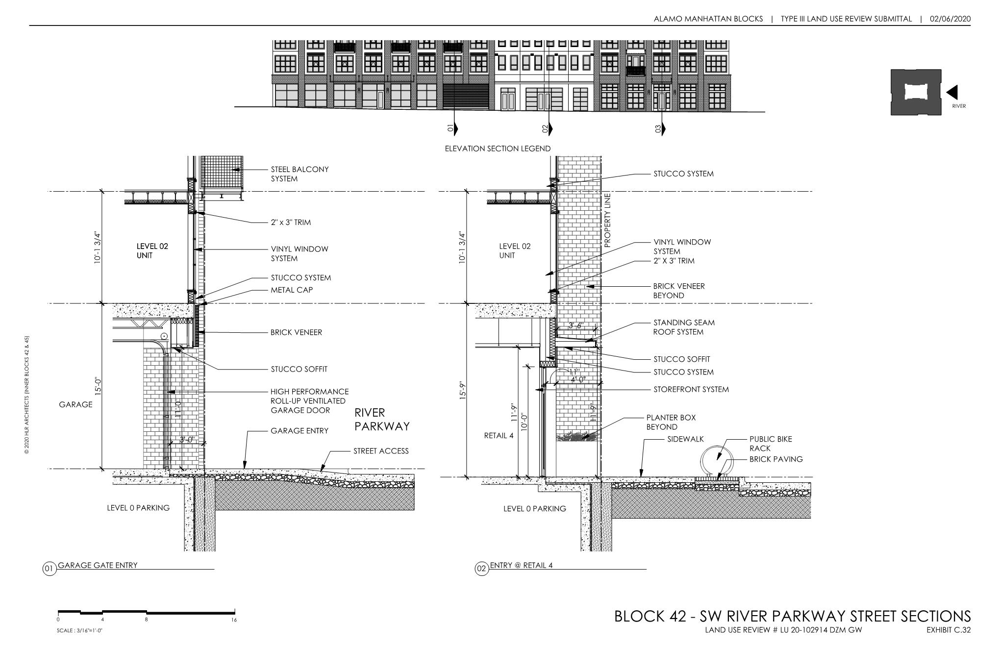 ALAMO MANHATTAN BLOCKS | TYPE III LAND USE REVIEW SUBMITTAL | 02/06/2020
RIVER
01
02
03
ELEVATION SECTION LEGEND
STEEL BALCONY
SYSTEM
2" x 3" TRIM
10'-1 3/4"
LEVEL 02
UNIT
VINYL WINDOW
SYSTEM
STUCCO SYSTEM
METAL CAP
BRICK VENEER
STUCCO SOFFIT
15'-0"
GARAGE
HIGH PERFORMANCE
ROLL-UP VENTILATED
GARAGE DOOR
11'-0"
RIVER
PARKWAY
GARAGE ENTRY
3'-0"
STREET ACCESS
LEVEL 0 PARKING
01 GARAGE GATE ENTRY
STUCCO SYSTEM
PROPERTY LINE
10'-1 3/4"
LEVEL 02
UNIT
VINYL WINDOW
SYSTEM
2" X 3" TRIM
BRICK VENEER
BEYOND
3'-6"
STANDING SEAM
ROOF SYSTEM
STUCCO SOFFIT
STUCCO SYSTEM
11"
4'-0"
STOREFRONT SYSTEM
15'-9"
11'-9"
10'-0"
11'-9"
PLANTER BOX
BEYOND
RETAIL 4
SIDEWALK
PUBLIC BIKE
RACK
BRICK PAVING
LEVEL 0 PARKING
02 ENTRY @ RETAIL 4
© 2020 HLR ARCHITECTS [INNER BLOCKS 42 & 45]
0 4 8 16
SCALE : 3/16"=1'-0"
BLOCK 42 - SW RIVER PARKWAY STREET SECTIONS
LAND USE REVIEW # LU 20-102914 DZM GW
EXHIBIT C.32